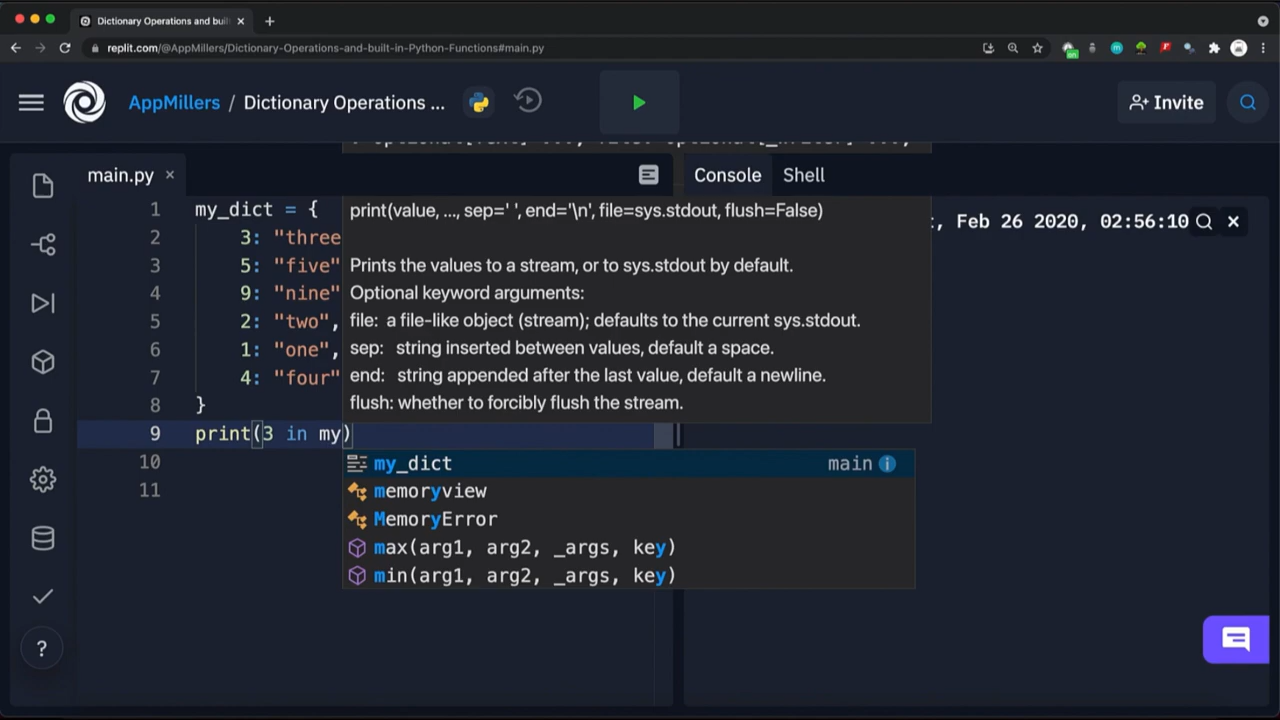 Dictionary Operations and buil
replit.com/@AppMillers/Dictionary-Operations-and-built-in-Python-Functions#main.py
AppMillers / Dictionary Operations ...
Invite
main.py
Console
Shell
1 my_dict = {
2 3: "three
3 5: "five"
4 9: "nine"
5 2: "two",
6 1: "one",
7 4: "four"
8 }
9 print(3 in my)
10
11
print(value, ..., sep=' ', end='\n', file=sys.stdout, flush=False)
Prints the values to a stream, or to sys.stdout by default.
Optional keyword arguments:
file: a file-like object (stream); defaults to the current sys.stdout.
sep: string inserted between values, default a space.
end: string appended after the last value, default a newline.
flush: whether to forcibly flush the stream.
my_dict main
memoryview
MemoryError
max(arg1, arg2, _args, key)
min(arg1, arg2, _args, key)
, Feb 26 2020, 02:56:10
?